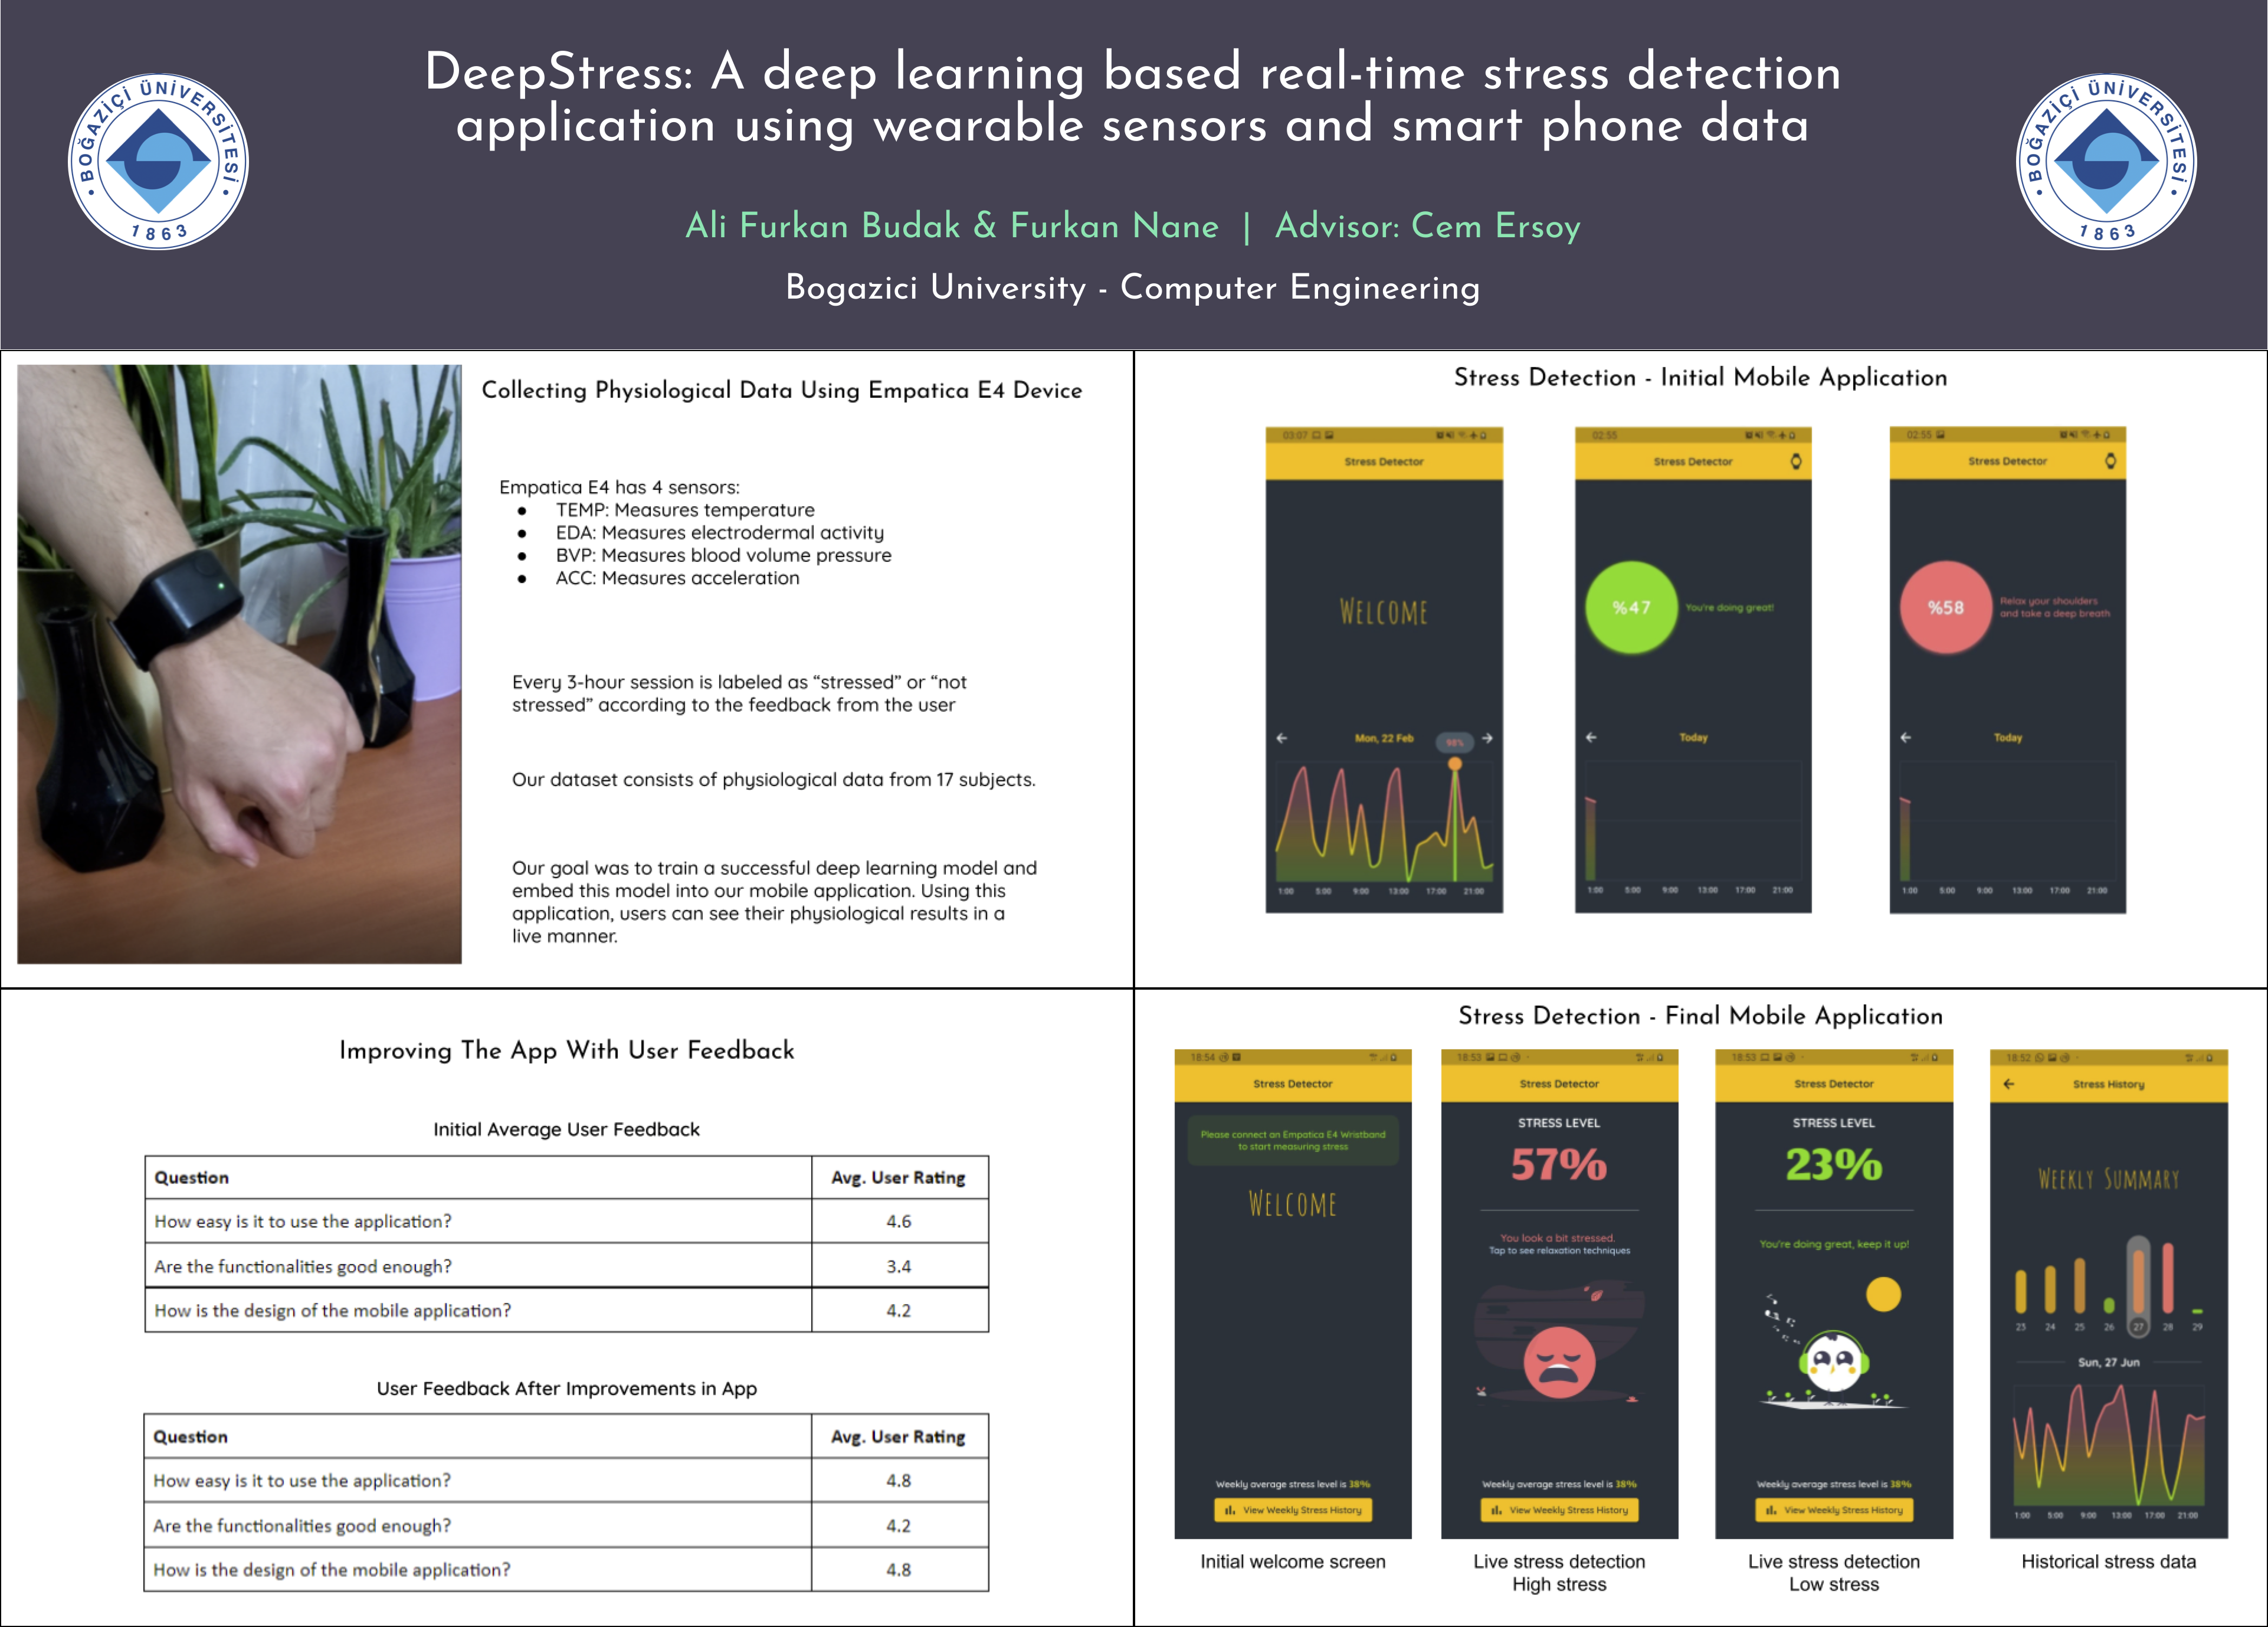 BOĞAZİÇİ ÜNİVERSİTESİ
1863
DeepStress: A deep learning based real-time stress detection
application using wearable sensors and smart phone data
Ali Furkan Budak & Furkan Nane | Advisor: Cem Ersoy
Bogazici University - Computer Engineering
BOĞAZİÇİ ÜNİVERSİTESİ
1863
Collecting Physiological Data Using Empatica E4 Device
Empatica E4 has 4 sensors:
● TEMP: Measures temperature
● EDA: Measures electrodermal activity
● BVP: Measures blood volume pressure
● ACC: Measures acceleration
Every 3-hour session is labeled as “stressed” or “not
stressed” according to the feedback from the user
Our dataset consists of physiological data from 17 subjects.
Our goal was to train a successful deep learning model and
embed this model into our mobile application. Using this
application, users can see their physiological results in a
live manner.
Stress Detection - Initial Mobile Application
03:07
Stress Detector
WELCOME
Mon, 22 Feb
98%
1:00 5:00 9:00 13:00 17:00 21:00
02:55
Stress Detector
%47
You're doing great!
Today
1:00 5:00 9:00 13:00 17:00 21:00
02:55
Stress Detector
%58
Relax your shoulders
and take a deep breath
Today
1:00 5:00 9:00 13:00 17:00 21:00
Improving The App With User Feedback
Initial Average User Feedback
Question Avg. User Rating
How easy is it to use the application? 4.6
Are the functionalities good enough? 3.4
How is the design of the mobile application? 4.2
User Feedback After Improvements in App
Question Avg. User Rating
How easy is it to use the application? 4.8
Are the functionalities good enough? 4.2
How is the design of the mobile application? 4.8
Stress Detection - Final Mobile Application
18:54
Stress Detector
Please connect an Empatica E4 Wristband
to start measuring stress
WELCOME
Weekly average stress level is 38%
View Weekly Stress History
Initial welcome screen
18:53
Stress Detector
STRESS LEVEL
57%
You look a bit stressed.
Tap to see relaxation techniques
Weekly average stress level is 38%
View Weekly Stress History
Live stress detection
High stress
18:53
Stress Detector
STRESS LEVEL
23%
You're doing great, keep it up!
Weekly average stress level is 38%
View Weekly Stress History
Live stress detection
Low stress
18:52
Stress History
WEEKLY SUMMARY
23 24 25 26 27 28 29
Sun, 27 Jun
1:00 5:00 9:00 13:00 17:00 21:00
Historical stress data